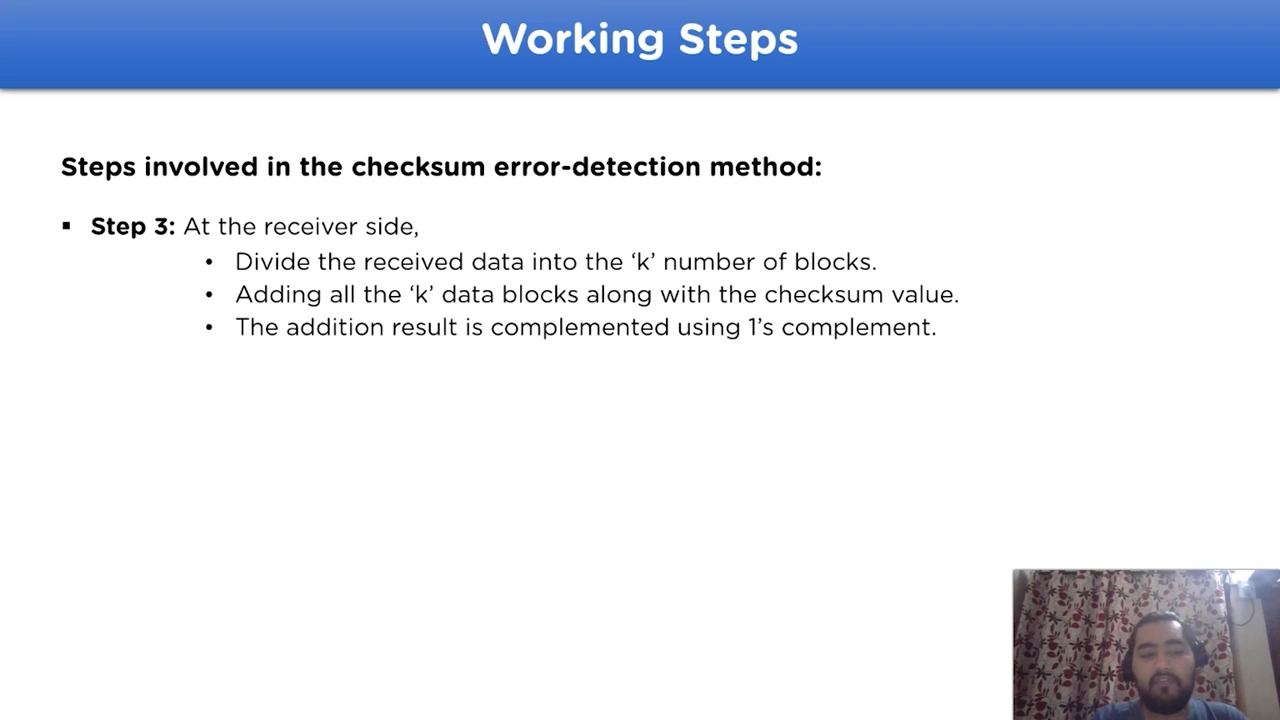 Working Steps
Steps involved in the checksum error-detection method:
▪ Step 3: At the receiver side,
• Divide the received data into the ‘k’ number of blocks.
• Adding all the ‘k’ data blocks along with the checksum value.
• The addition result is complemented using 1’s complement.